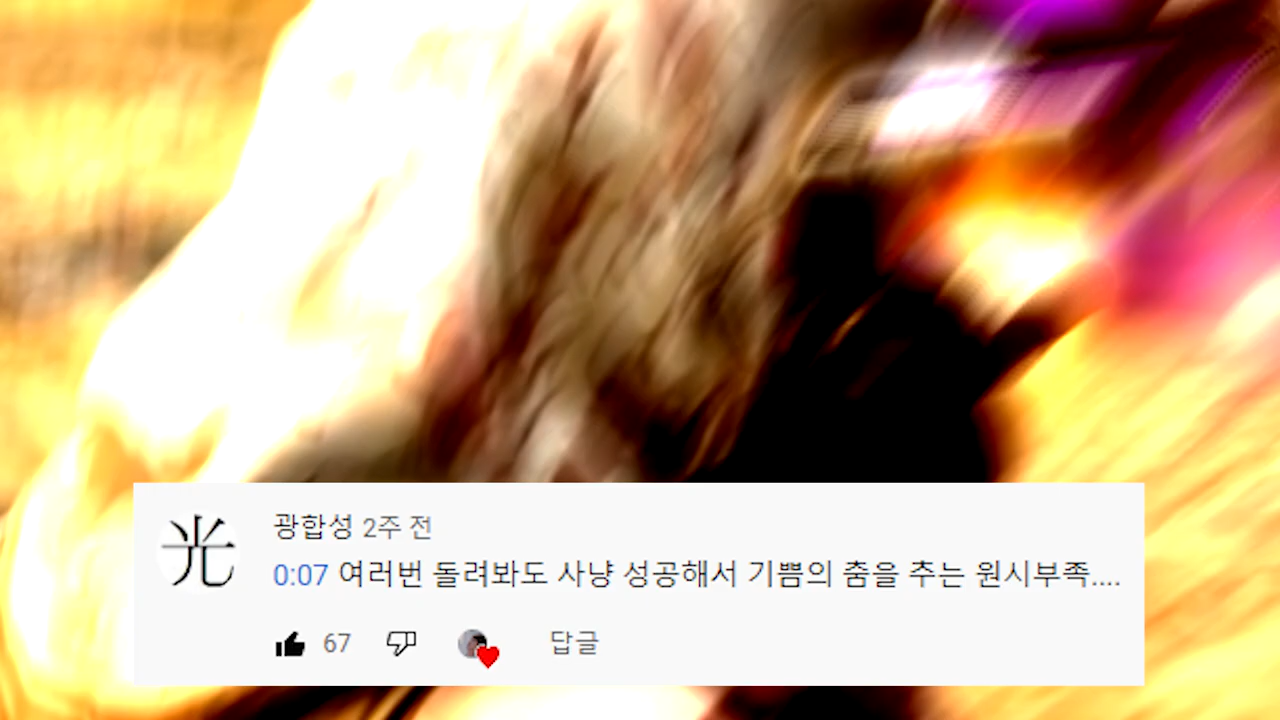 光
광합성 2주 전
0:07 여러번 돌려봐도 사냥 성공해서 기쁨의 춤을 추는 원시부족....
67 답글